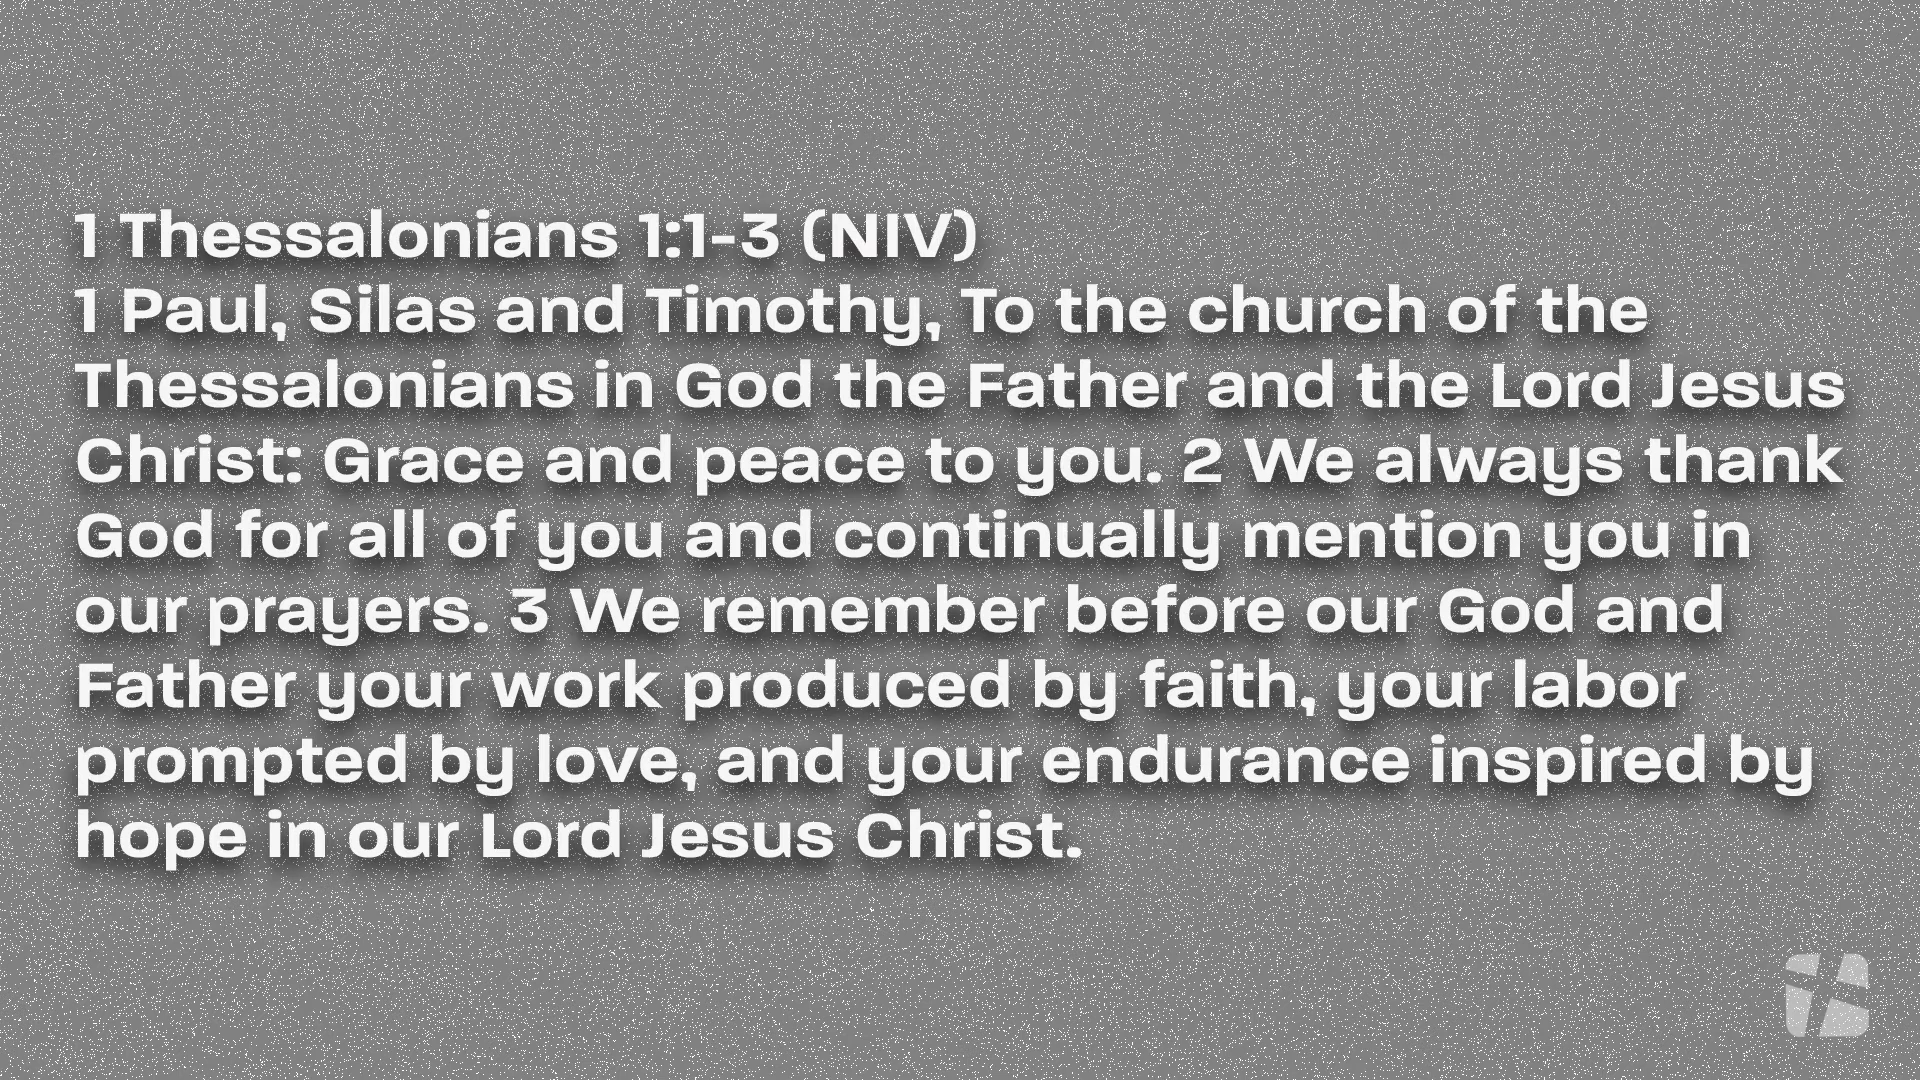 1 Thessalonians 1:1-3 (NIV)
1 Paul, Silas and Timothy, To the church of the
Thessalonians in God the Father and the Lord Jesus
Christ: Grace and peace to you. 2 We always thank
God for all of you and continually mention you in
our prayers. 3 We remember before our God and
Father your work produced by faith, your labor
prompted by love, and your endurance inspired by
hope in our Lord Jesus Christ.